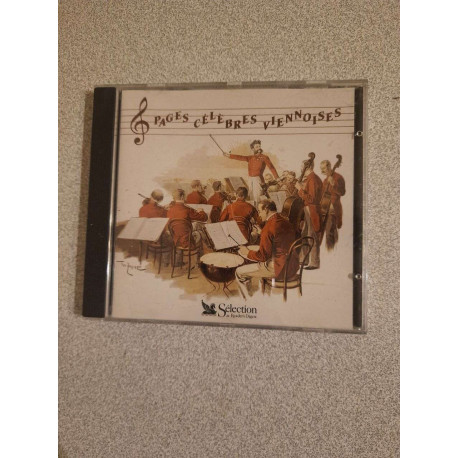 PAGES CÉLÈBRES VIENNOISES
Sélection
du Reader's Digest